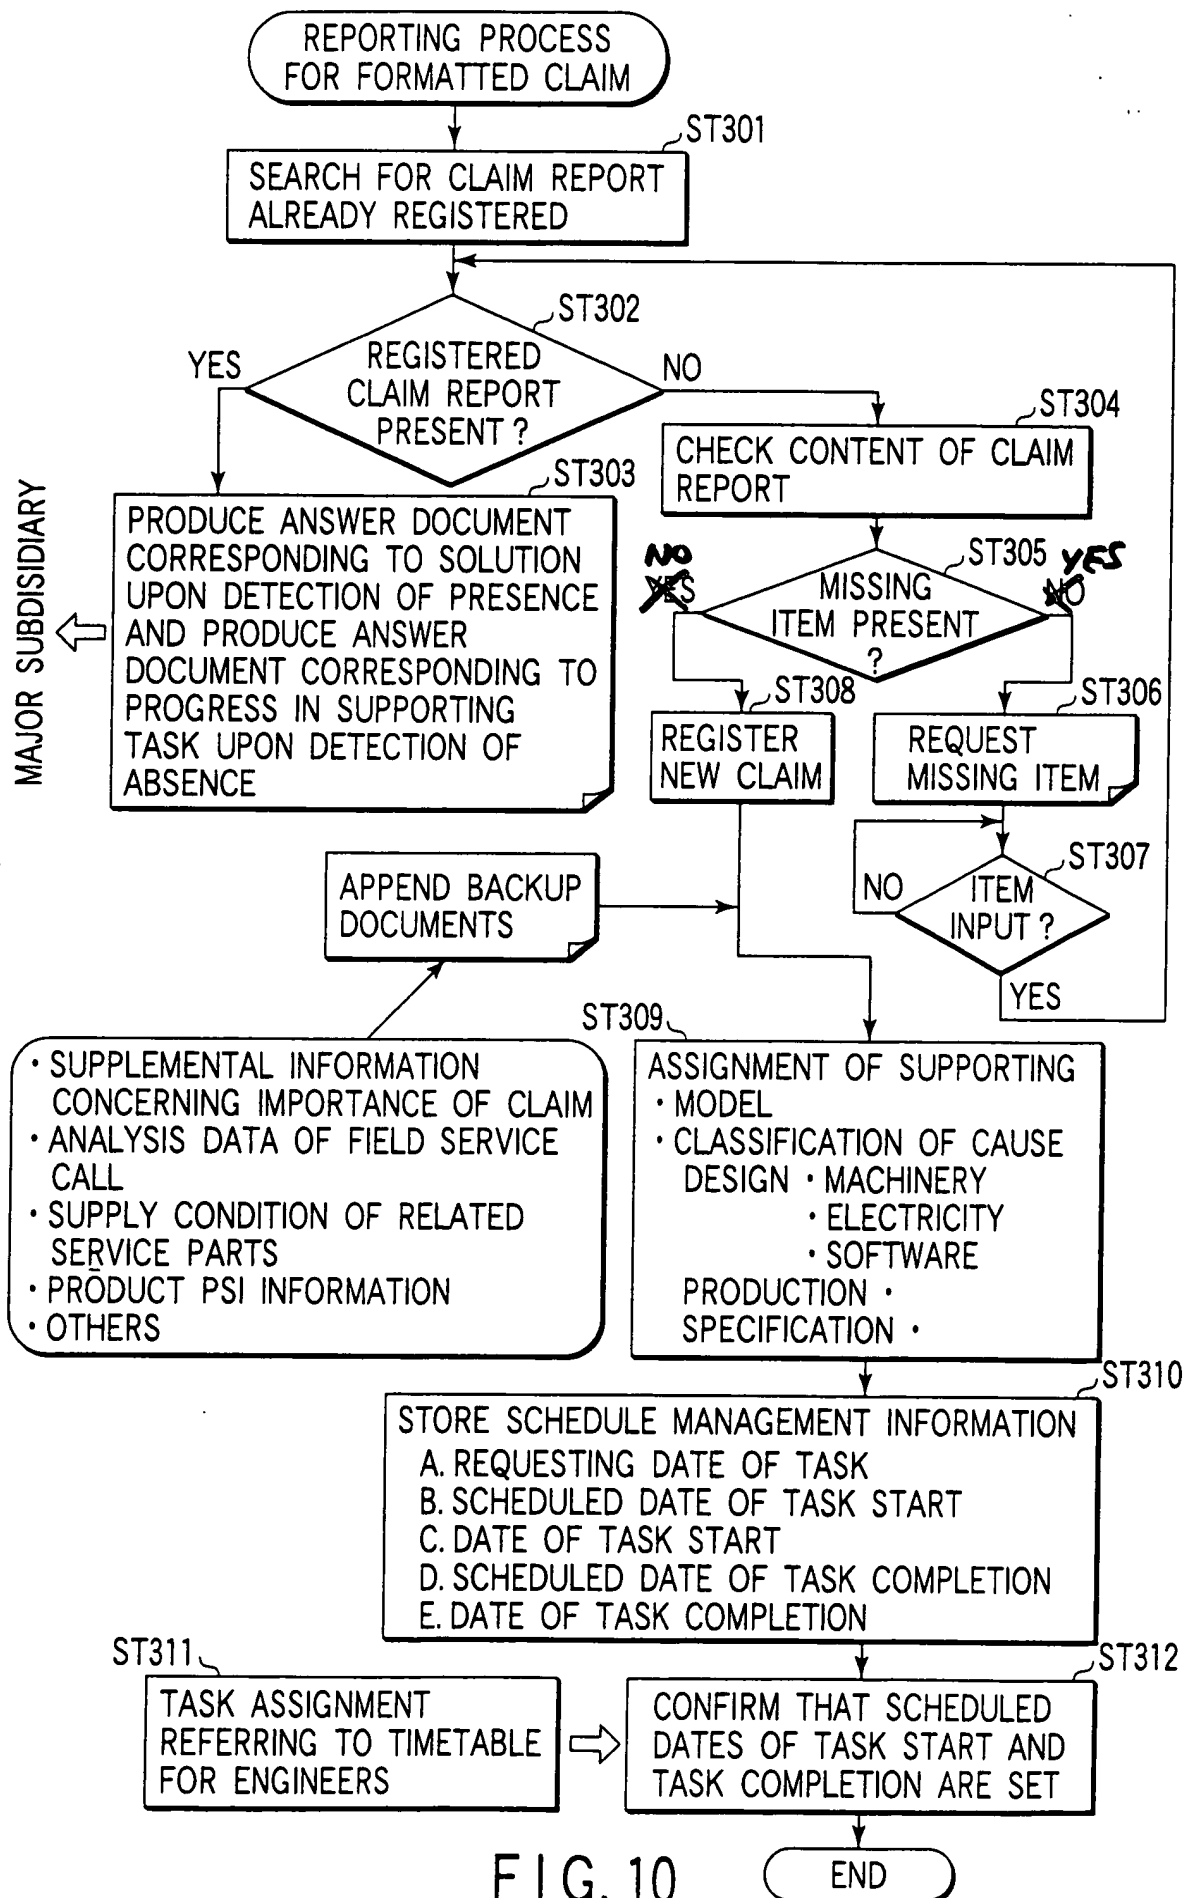 REPORTING PROCESS
FOR FORMATTED CLAIM
ST301
SEARCH FOR CLAIM REPORT
ALREADY REGISTERED
ST302
REGISTERED
CLAIM REPORT
PRESENT ?
YES
NO
ST303
PRODUCE ANSWER DOCUMENT
CORRESPONDING TO SOLUTION
UPON DETECTION OF PRESENCE
AND PRODUCE ANSWER
DOCUMENT CORRESPONDING TO
PROGRESS IN SUPPORTING
TASK UPON DETECTION OF
ABSENCE
MAJOR SUBDISIDIARY
ST304
CHECK CONTENT OF CLAIM
REPORT
ST305
MISSING
ITEM PRESENT
?
NO
YES
YES
NO
ST308
REGISTER
NEW CLAIM
ST306
REQUEST
MISSING ITEM
ST307
ITEM
INPUT ?
NO
YES
APPEND BACKUP
DOCUMENTS
· SUPPLEMENTAL INFORMATION
CONCERNING IMPORTANCE OF CLAIM
· ANALYSIS DATA OF FIELD SERVICE
CALL
· SUPPLY CONDITION OF RELATED
SERVICE PARTS
· PRODUCT PSI INFORMATION
· OTHERS
ST309
ASSIGNMENT OF SUPPORTING
· MODEL
· CLASSIFICATION OF CAUSE
DESIGN · MACHINERY
· ELECTRICITY
· SOFTWARE
PRODUCTION ·
SPECIFICATION ·
ST310
STORE SCHEDULE MANAGEMENT INFORMATION
A. REQUESTING DATE OF TASK
B. SCHEDULED DATE OF TASK START
C. DATE OF TASK START
D. SCHEDULED DATE OF TASK COMPLETION
E. DATE OF TASK COMPLETION
ST311
TASK ASSIGNMENT
REFERRING TO TIMETABLE
FOR ENGINEERS
ST312
CONFIRM THAT SCHEDULED
DATES OF TASK START AND
TASK COMPLETION ARE SET
END
FIG. 10